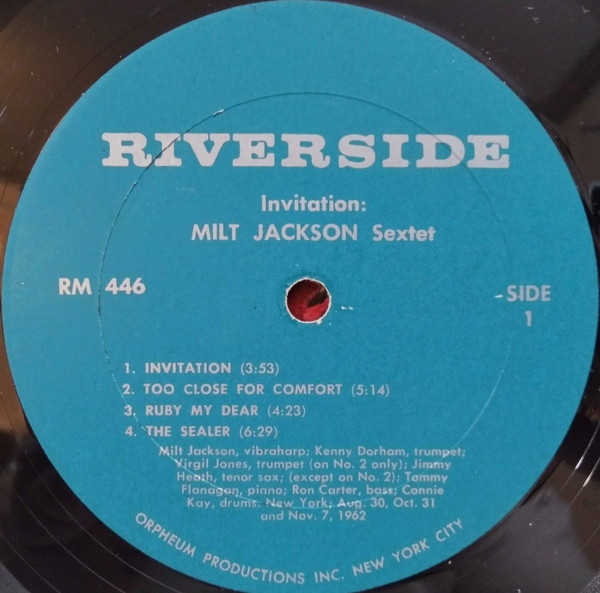 RIVERSIDE
Invitation:
MILT JACKSON Sextet
RM 446
SIDE
1
1. INVITATION (3:53)
2. TOO CLOSE FOR COMFORT (5:14)
3. RUBY MY DEAR (4:23)
4. THE SEALER (6:29)
Milt Jackson, vibraharp; Kenny Dorham, trumpet;
Virgil Jones, trumpet (on No. 2 only); Jimmy
Heath, tenor sax; (except on No. 2); Tommy
Flanagan, piano; Ron Carter, bass; Connie
Kay, drums. New York; Aug. 30, Oct. 31
and Nov. 7, 1962
ORPHEUM PRODUCTIONS INC. NEW YORK CITY